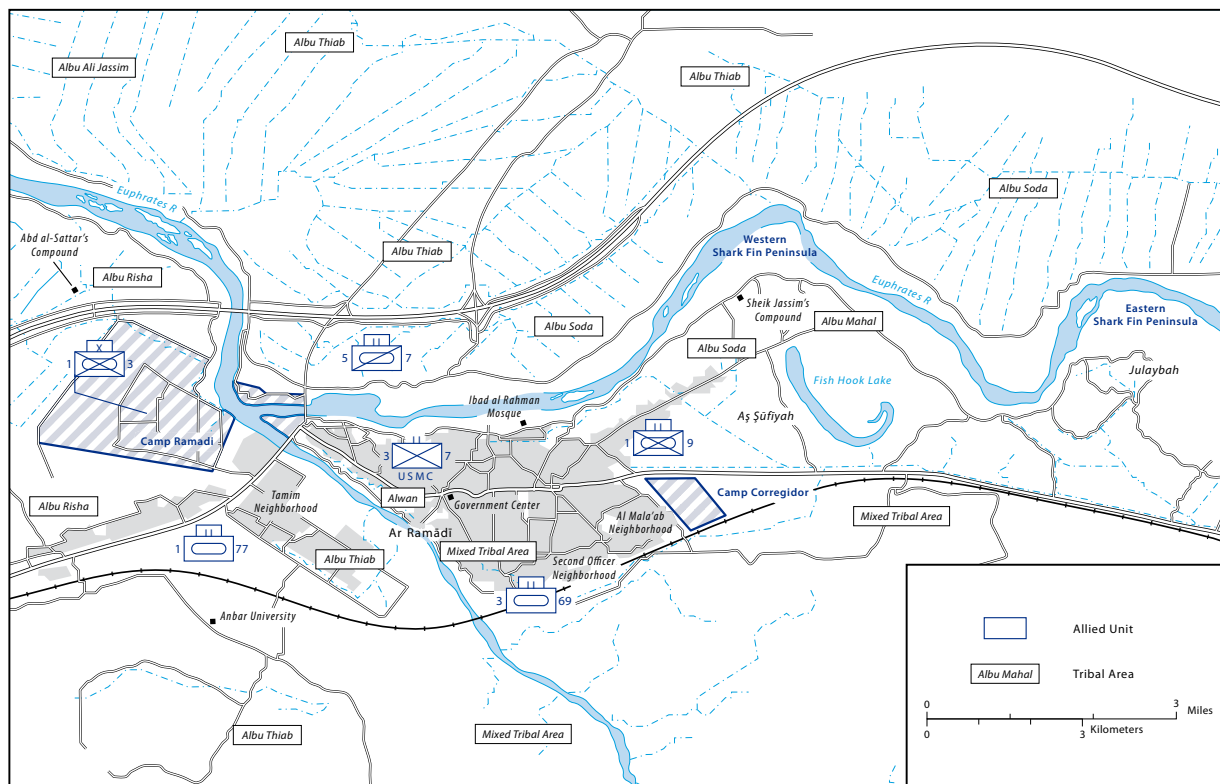 Albu Thiab
Albu Ali Jassim
Albu Thiab
Albu Soda
Euphrates R
Abd al-Sattar's
Compound
Albu Risha
Albu Thiab
Western
Shark Fin Peninsula
Euphrates R
Eastern
Shark Fin Peninsula
Sheik Jassim's
Compound
Albu Mahal
Albu Soda
Albu Soda
X
1 3
II
5 7
Fish Hook Lake
Julaybah
Ibad al Rahman
Mosque
Aş Şūfiyah
Camp Ramadi
II
1 9
3 7
USMC
Alwan
Government Center
Camp Corregidor
Tamim
Neighborhood
Albu Risha
Al Mala'ab
Neighborhood
Mixed Tribal Area
Ar Ramādī
Mixed Tribal Area
II
1 77
Albu Thiab
Second Officer
Neighborhood
II
3 69
Anbar University
Albu Thiab
Mixed Tribal Area
Allied Unit
Albu Mahal
Tribal Area
0 3
Miles
0 3
Kilometers